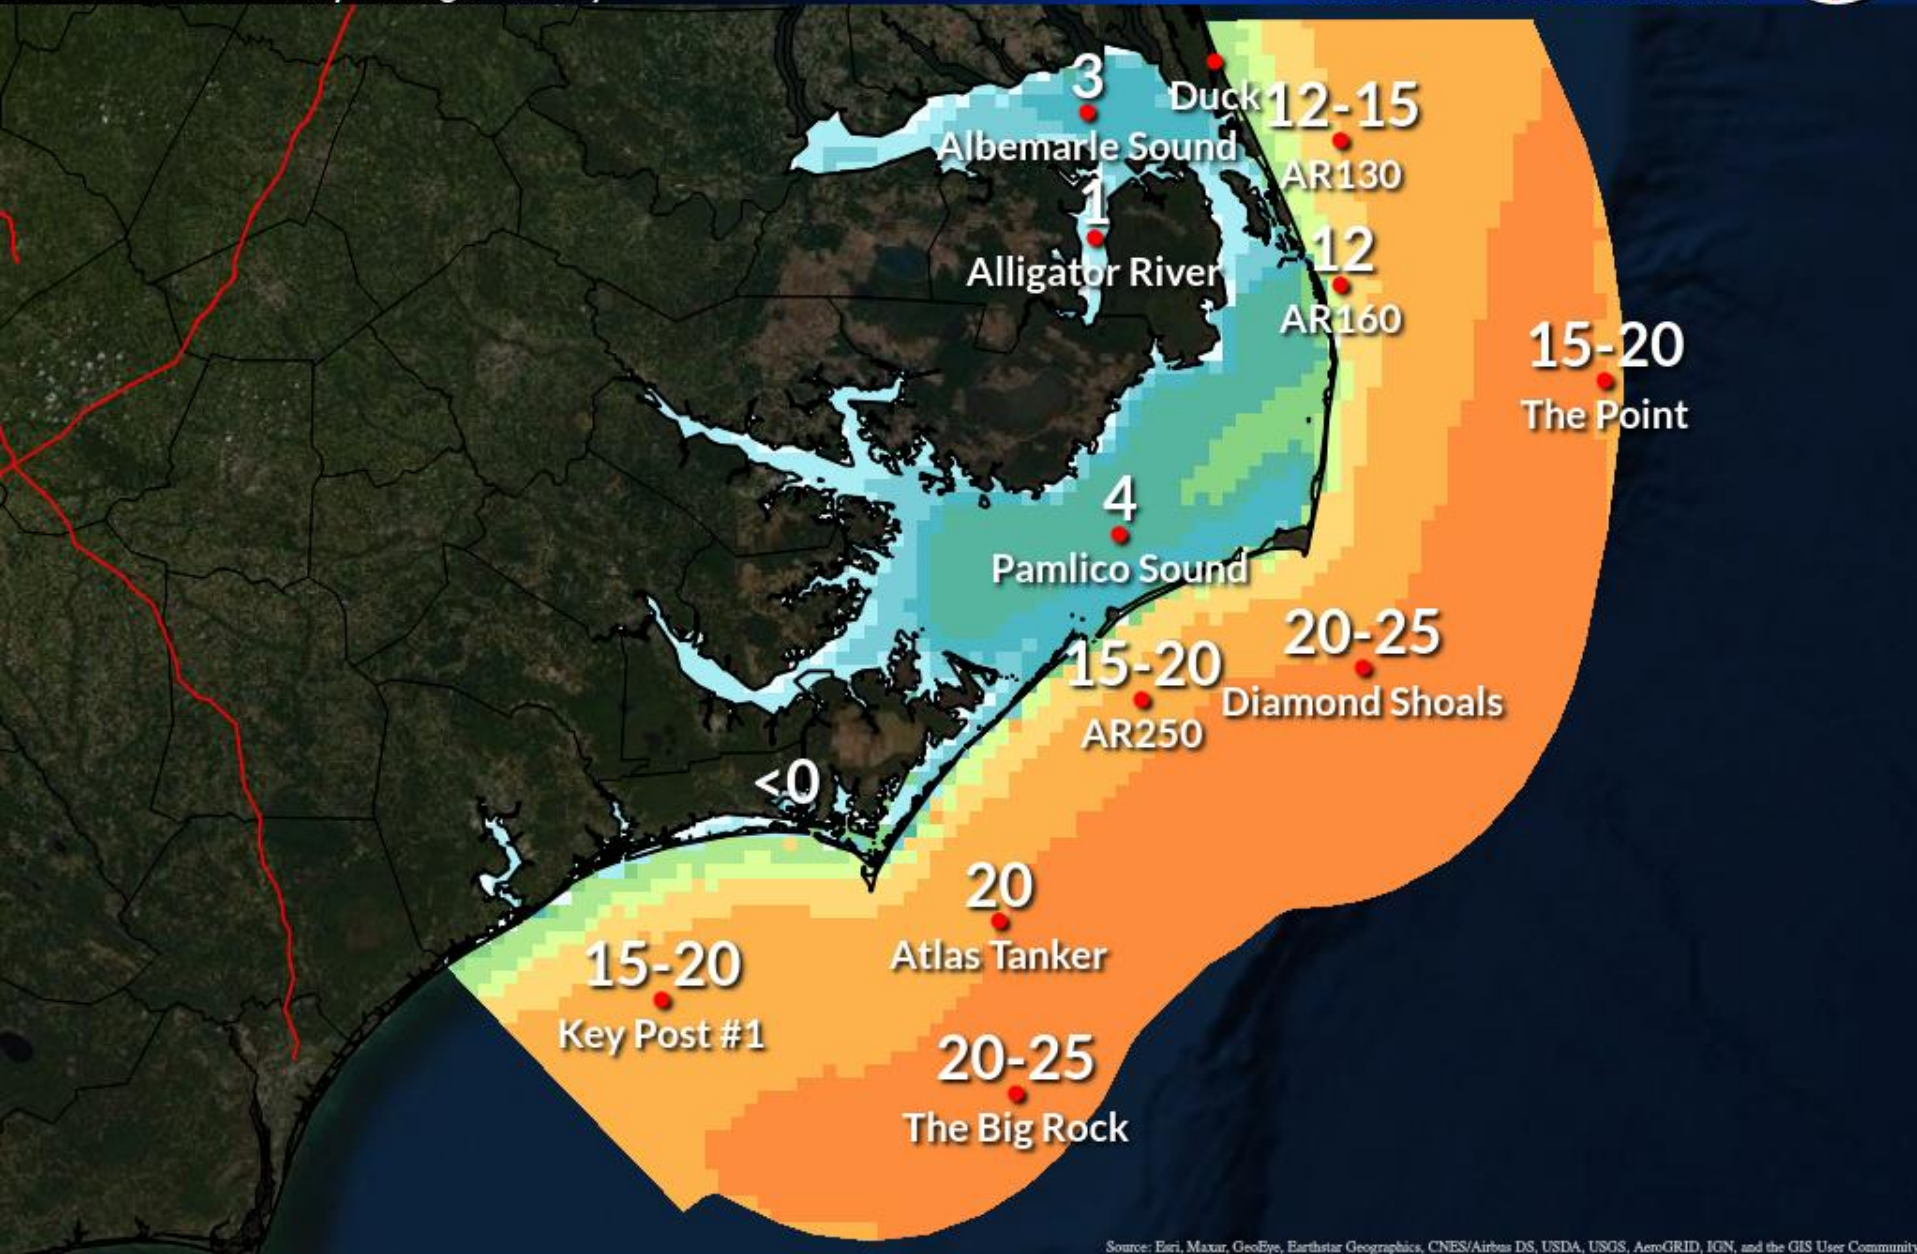 3
Duck
12-15
Albemarle Sound
AR130
1
12
Alligator River
AR160
15-20
The Point
4
Pamlico Sound
20-25
15-20
Diamond Shoals
AR250
<0
20
Atlas Tanker
15-20
Key Post #1
20-25
The Big Rock
Source: Esri, Maxar, GeoEye, Earthstar Geographics, CNES/Airbus DS, USDA, USGS, AeroGRID, IGN, and the GIS User Community